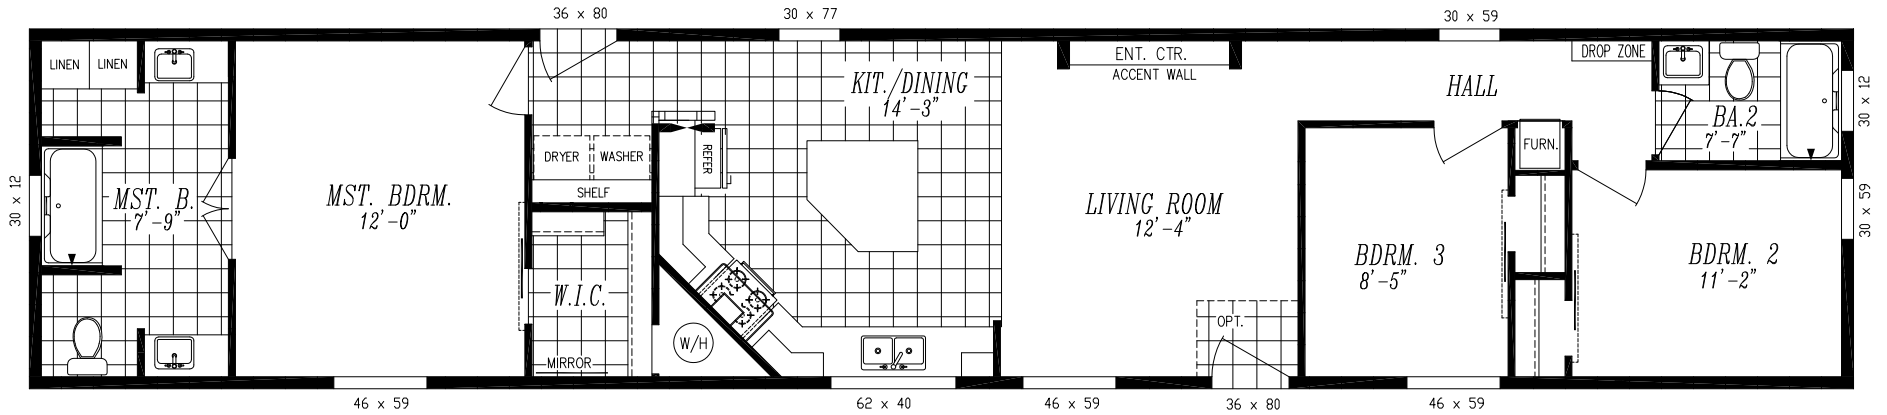 36 x 80
30 x 77
30 x 59
LINEN
LINEN
ENT. CTR.
ACCENT WALL
DROP ZONE
KIT./DINING
14'-3"
HALL
30 x 12
BA.2
7'-7"
DRYER
WASHER
REFER
FURN.
SHELF
30 x 12
MST. B.
7'-9"
MST. BDRM.
12'-0"
LIVING ROOM
12'-4"
30 x 59
BDRM. 3
8'-5"
BDRM. 2
11'-2"
W.I.C.
OPT.
W/H
MIRROR
46 x 59
62 x 40
46 x 59
36 x 80
46 x 59